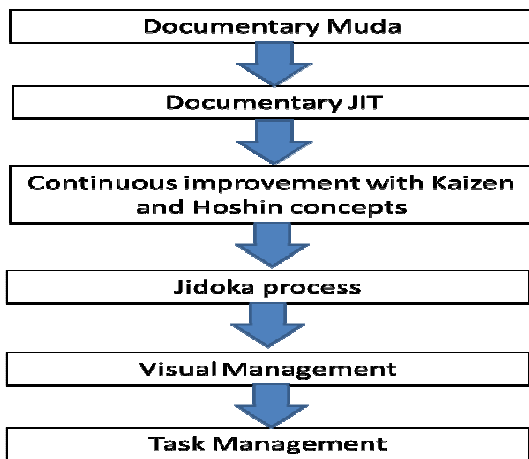 Documentary Muda
Documentary JIT
Continuous improvement with Kaizen
and Hoshin concepts
Jidoka process
Visual Management
Task Management